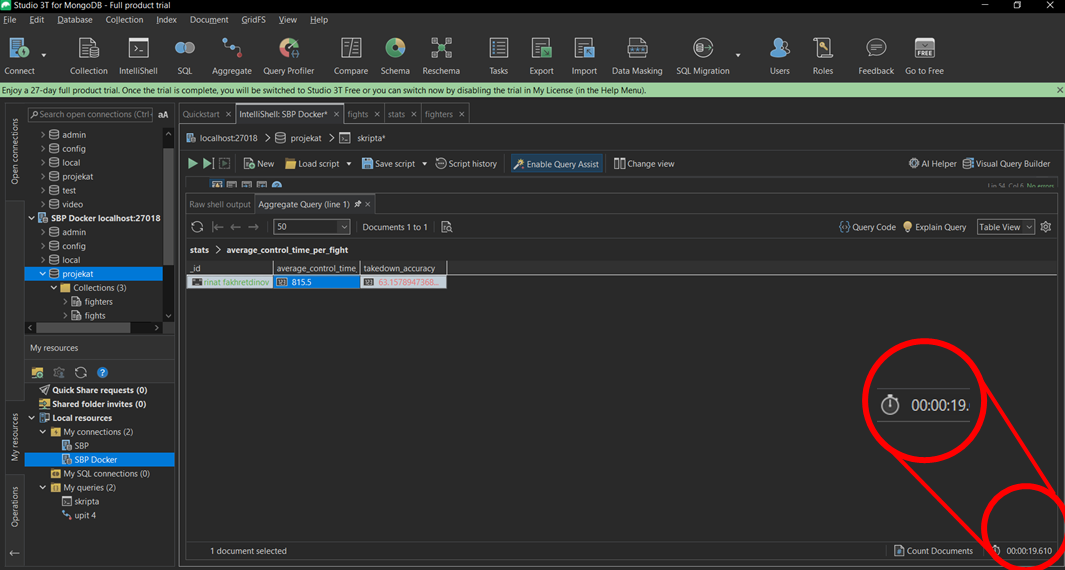 Studio 3T for MongoDB - Full product trial
File Edit Database Collection Index Document GridFS View Help
Connect Collection IntelliShell SQL Aggregate Query Profiler Compare Schema Reschema Tasks Export Import Data Masking SQL Migration Users Roles Feedback Go to Free
FREE
Enjoy a 27-day full product trial. Once the trial is complete, you will be switched to Studio 3T Free or you can switch now by disabling the trial in My License (in the Help Menu).
Open connections
Search open connections (Ctrl+ aA
admin
config
local
projekat
test
video
SBP Docker localhost:27018
admin
config
local
projekat
Collections (3)
fighters
fights
My resources
My resources
Quick Share requests (0)
Shared folder invites (0)
Local resources
My connections (2)
SBP
SBP Docker
My SQL connections (0)
My queries (2)
skripta
upit 4
Operations
Quickstart IntelliShell: SBP Docker* fights stats fighters
localhost:27018 projekat skripta*
New Load script Save script Script history Enable Query Assist Change view AI Helper Visual Query Builder
Lin 54, Col 6, No errors
Raw shell output Aggregate Query (line 1)
50 Documents 1 to 1 Query Code Explain Query Table View
stats > average_control_time_per_fight
_id average_control_time_ takedown_accuracy
rinat fakhretdinov 815.5 63.1578947368...
00:00:19.
1 document selected Count Documents 00:00:19.610